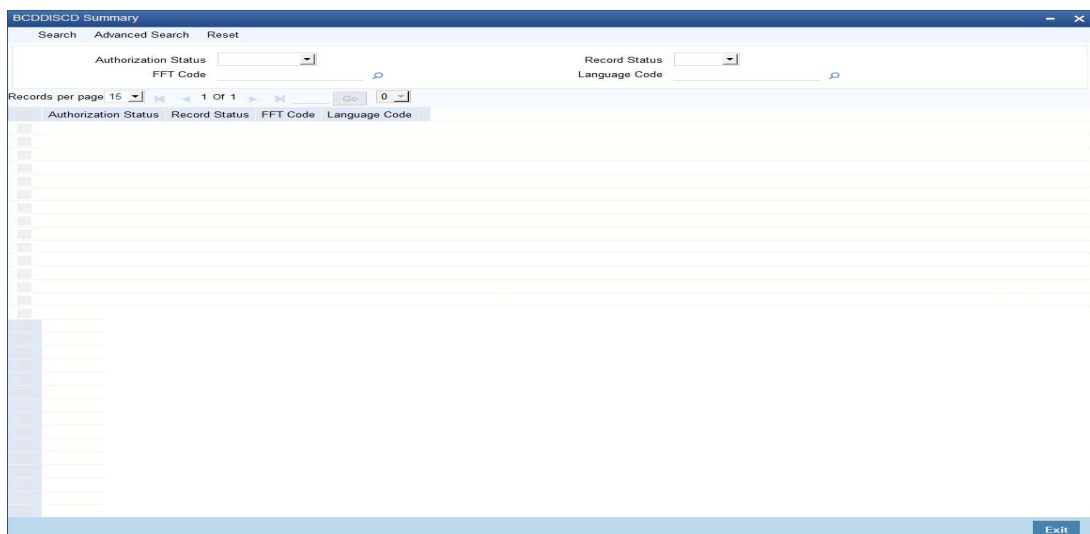 BCDDISCD Summary
Search Advanced Search Reset
Authorization Status Record Status
FFT Code Language Code
Records per page 15 1 Of 1 Go 0
Authorization Status Record Status FFT Code Language Code
Exit